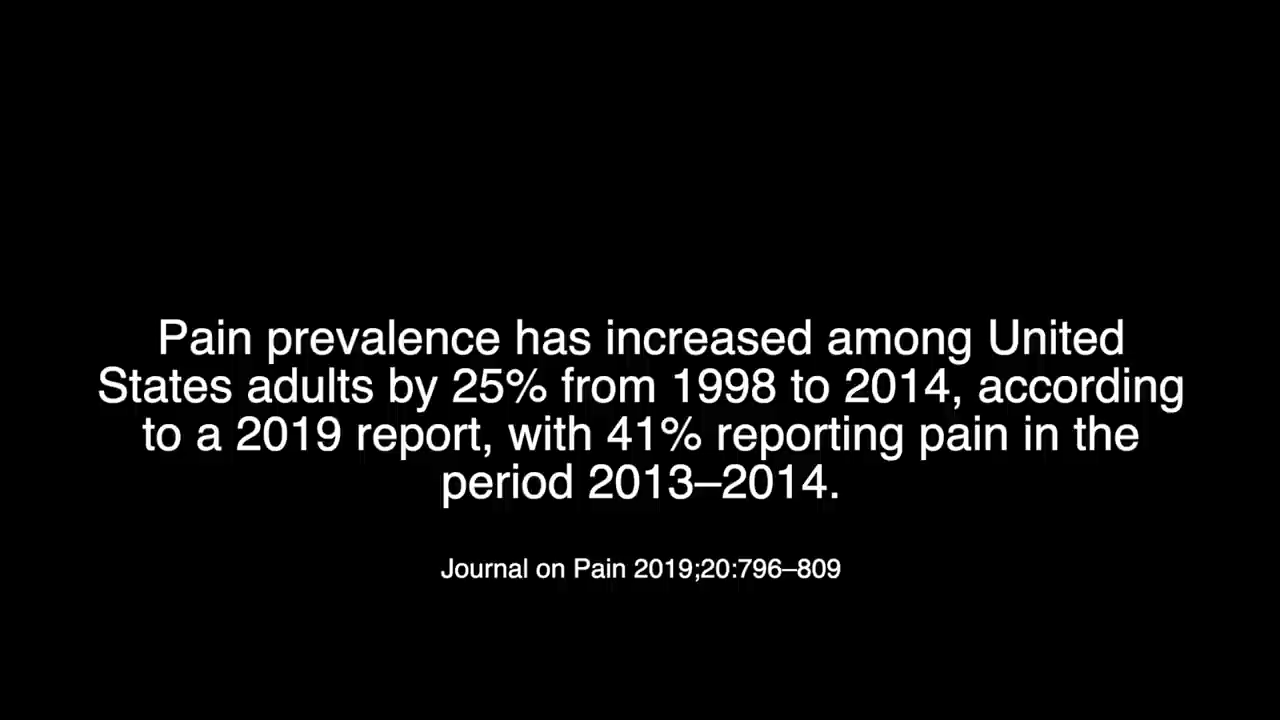 Pain prevalence has increased among United
States adults by 25% from 1998 to 2014, according
to a 2019 report, with 41% reporting pain in the
period 2013–2014.
Journal on Pain 2019;20:796–809